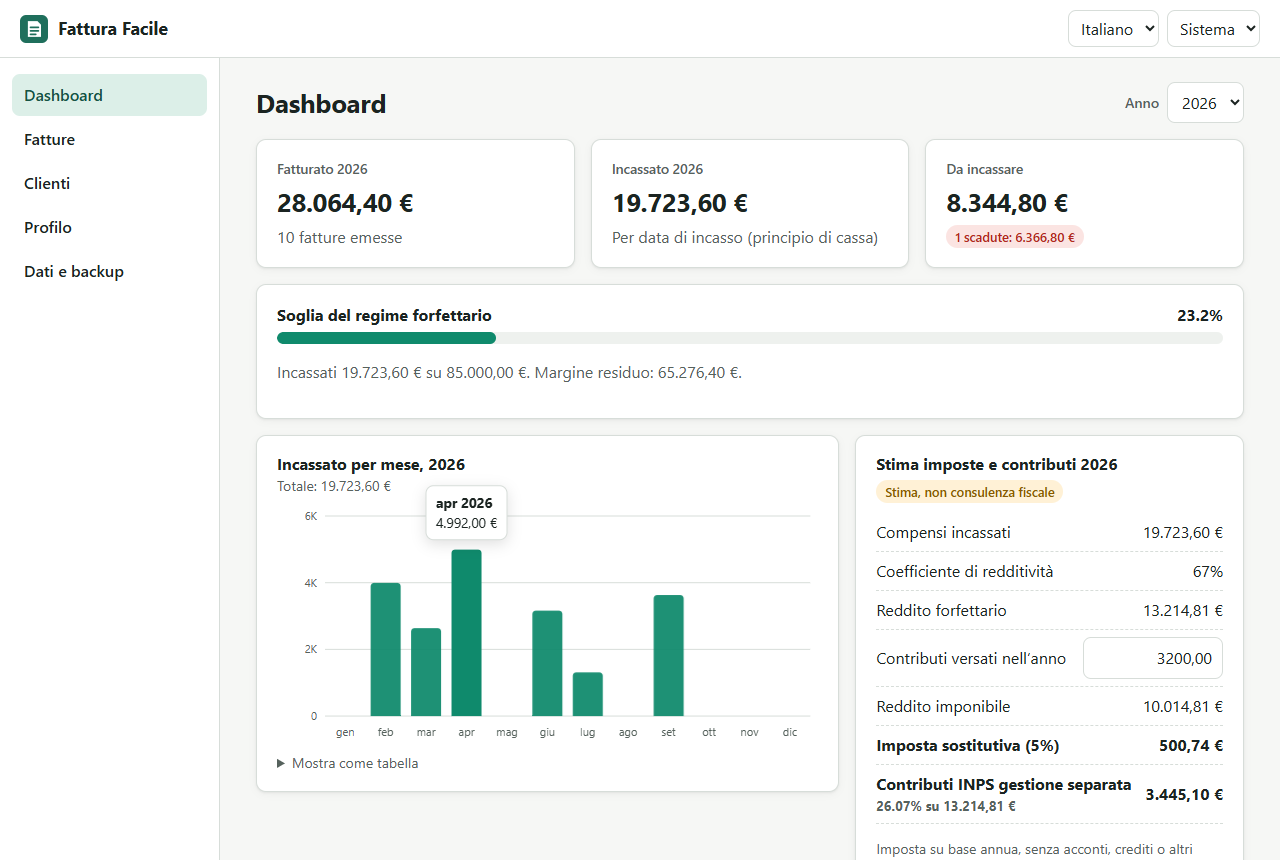 Fattura Facile
Italiano
Sistema
Dashboard
Fatture
Clienti
Profilo
Dati e backup
Dashboard
Anno
2026
Fatturato 2026
28.064,40 €
10 fatture emesse
Incassato 2026
19.723,60 €
Per data di incasso (principio di cassa)
Da incassare
8.344,80 €
1 scadute: 6.366,80 €
Soglia del regime forfettario
23.2%
Incassati 19.723,60 € su 85.000,00 €. Margine residuo: 65.276,40 €.
Incassato per mese, 2026
Totale: 19.723,60 €
apr 2026
4.992,00 €
6K
4K
2K
0
gen feb mar apr mag giu lug ago set ott nov dic
Mostra come tabella
Stima imposte e contributi 2026
Stima, non consulenza fiscale
Compensi incassati 19.723,60 €
Coefficiente di redditività 67%
Reddito forfettario 13.214,81 €
Contributi versati nell’anno 3200,00
Reddito imponibile 10.014,81 €
Imposta sostitutiva (5%) 500,74 €
Contributi INPS gestione separata 3.445,10 €
26.07% su 13.214,81 €
Imposta su base annua, senza acconti, crediti o altri